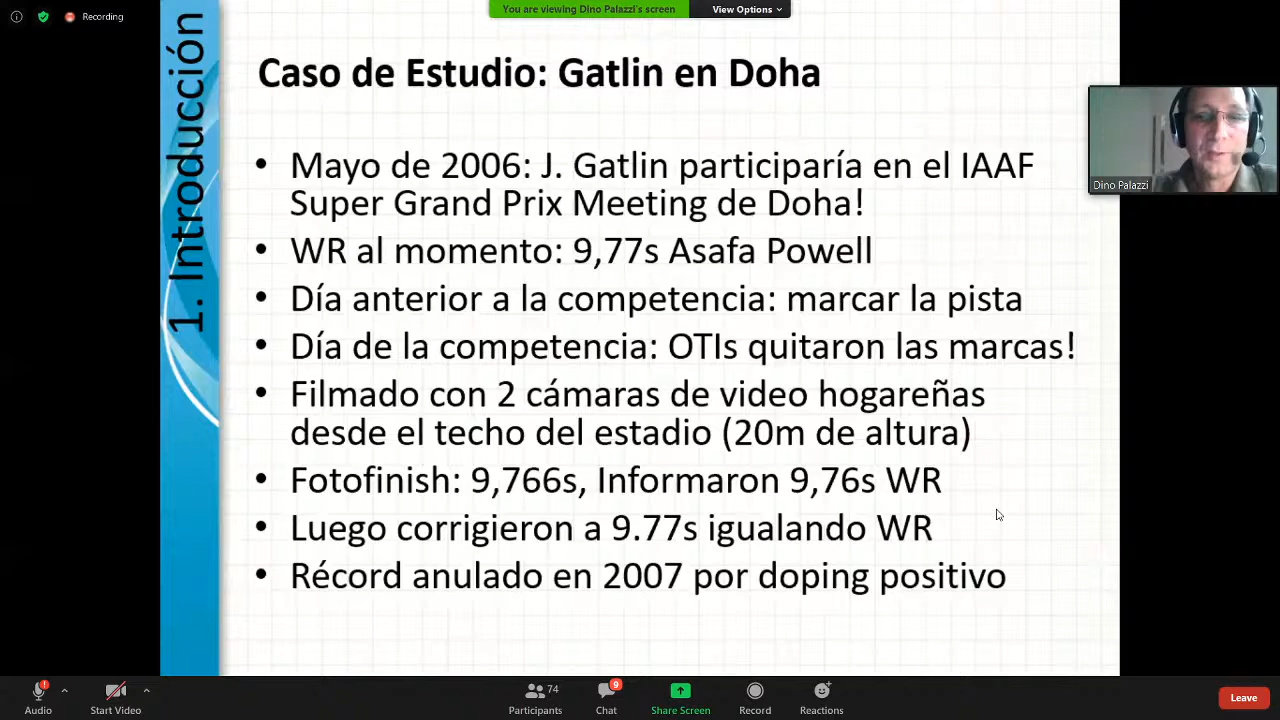 Recording
You are viewing Dino Palazzi's screen
View Options
1. Introducción
Caso de Estudio: Gatlin en Doha
• Mayo de 2006: J. Gatlin participaría en el IAAF
Super Grand Prix Meeting de Doha!
• WR al momento: 9,77s Asafa Powell
• Día anterior a la competencia: marcar la pista
• Día de la competencia: OTIs quitaron las marcas!
• Filmado con 2 cámaras de video hogareñas
desde el techo del estadio (20m de altura)
• Fotofinish: 9,766s, Informaron 9,76s WR
• Luego corrigieron a 9.77s igualando WR
• Récord anulado en 2007 por doping positivo
Dino Palazzi
Audio
Start Video
74
Participants
9
Chat
Share Screen
Record
Reactions
Leave